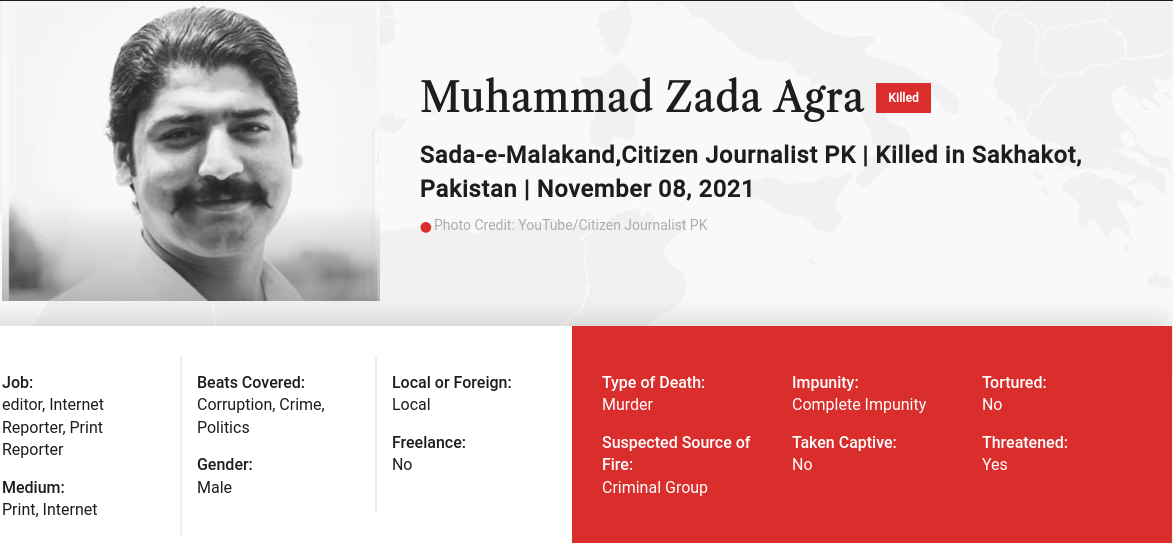 Muhammad Zada Agra Killed
Sada-e-Malakand,Citizen Journalist PK | Killed in Sakhakot,
Pakistan | November 08, 2021
Photo Credit: YouTube/Citizen Journalist PK
Job:
editor, Internet
Reporter, Print
Reporter
Medium:
Print, Internet
Beats Covered:
Corruption, Crime,
Politics
Gender:
Male
Local or Foreign:
Local
Freelance:
No
Type of Death:
Murder
Suspected Source of
Fire:
Criminal Group
Impunity:
Complete Impunity
Taken Captive:
No
Tortured:
No
Threatened:
Yes